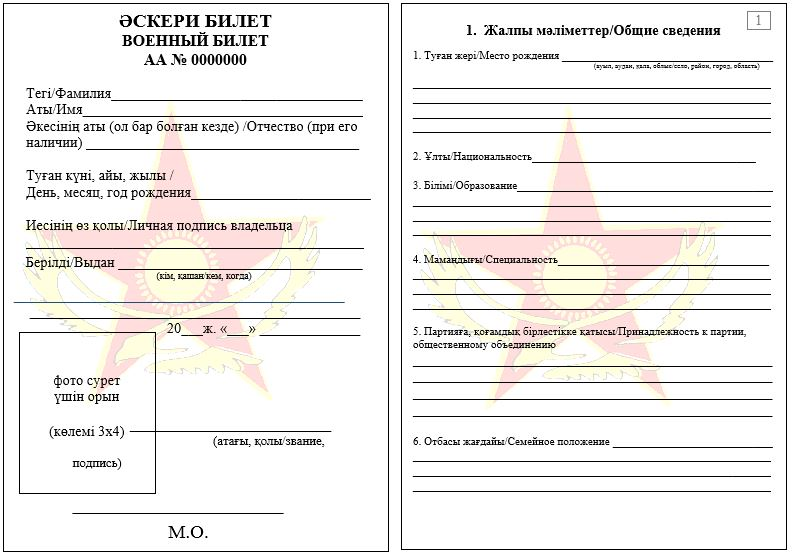 ӘСКЕРИ БИЛЕТ
ВОЕННЫЙ БИЛЕТ
АА № 0000000
Тегі/Фамилия
Аты/Имя
Әкесінің аты (ол бар болған кезде) /Отчество (при его
наличии)
Туған күні, айы, жылы /
День, месяц, год рождения
Иесінің өз қолы/Личная подпись владельца
Берілді/Выдан
(кім, қашан/кем, когда)
20___ ж. «___»
фото сурет
үшін орын
(көлемі 3х4)
(атағы, қолы/звание,
подпись)
М.О.
1
1. Жалпы мәліметтер/Общие сведения
1. Туған жері/Место рождения
(ауыл, аудан, қала, облыс/село, район, город, область)
2. Ұлты/Национальность
3. Білімі/Образование
4. Мамандығы/Специальность
5. Партияға, қоғамдық бірлестікке қатысы/Принадлежность к партии,
общественному объединению
6. Отбасы жағдайы/Семейное положение